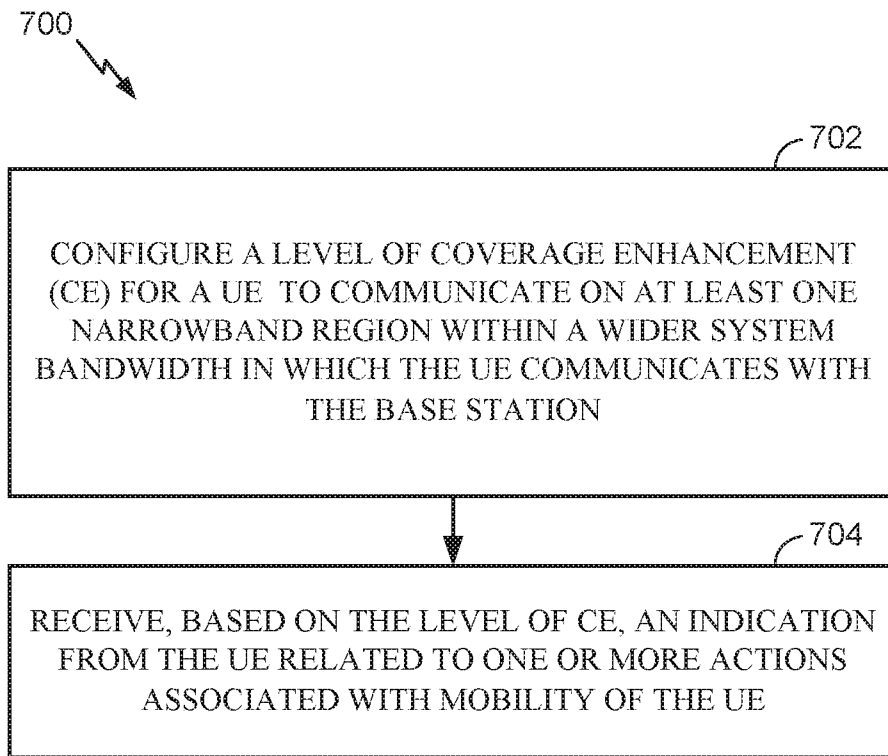 700
702
CONFIGURE A LEVEL OF COVERAGE ENHANCEMENT
(CE) FOR A UE TO COMMUNICATE ON AT LEAST ONE
NARROWBAND REGION WITHIN A WIDER SYSTEM
BANDWIDTH IN WHICH THE UE COMMUNICATES WITH
THE BASE STATION
704
RECEIVE, BASED ON THE LEVEL OF CE, AN INDICATION
FROM THE UE RELATED TO ONE OR MORE ACTIONS
ASSOCIATED WITH MOBILITY OF THE UE